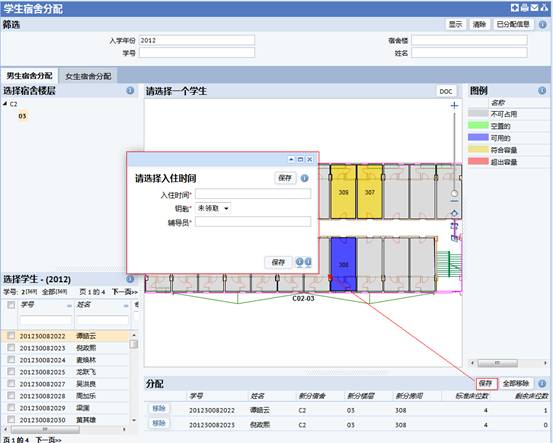 学生宿舍分配
筛选
显示 清除 已分配信息
入学年份 2012 宿舍楼
学号 姓名
男生宿舍分配 女生宿舍分配
选择宿舍楼层
C2
03
请选择一个学生
DOC
图例
名称
不可占用
空置的
可用的
符合容量
超出容量
307
308
C02-03
请选择入住时间
保存
入住时间*
钥匙* 未领取
辅导员*
保存
选择学生 - (2012)
学号: 2[369] 全部[369] 页 1 的 4 下一页>>
学号 姓名
201230082022 谭皓云
201230082023 倪政熙
201230082024 麦焕林
201230082025 龙跃飞
201230082027 吴洪良
201230082028 周加乐
201230082029 梁渊
201230082030 黄其雄
页 1 的 4 下一页>>
分配
保存 全部移除
学号 姓名 新分宿舍 新分楼层 新分房间 标准床位数 剩余床位数
移除 201230082022 谭皓云 C2 03 308 4 1
移除 201230082023 倪政熙 C2 03 308 4 0